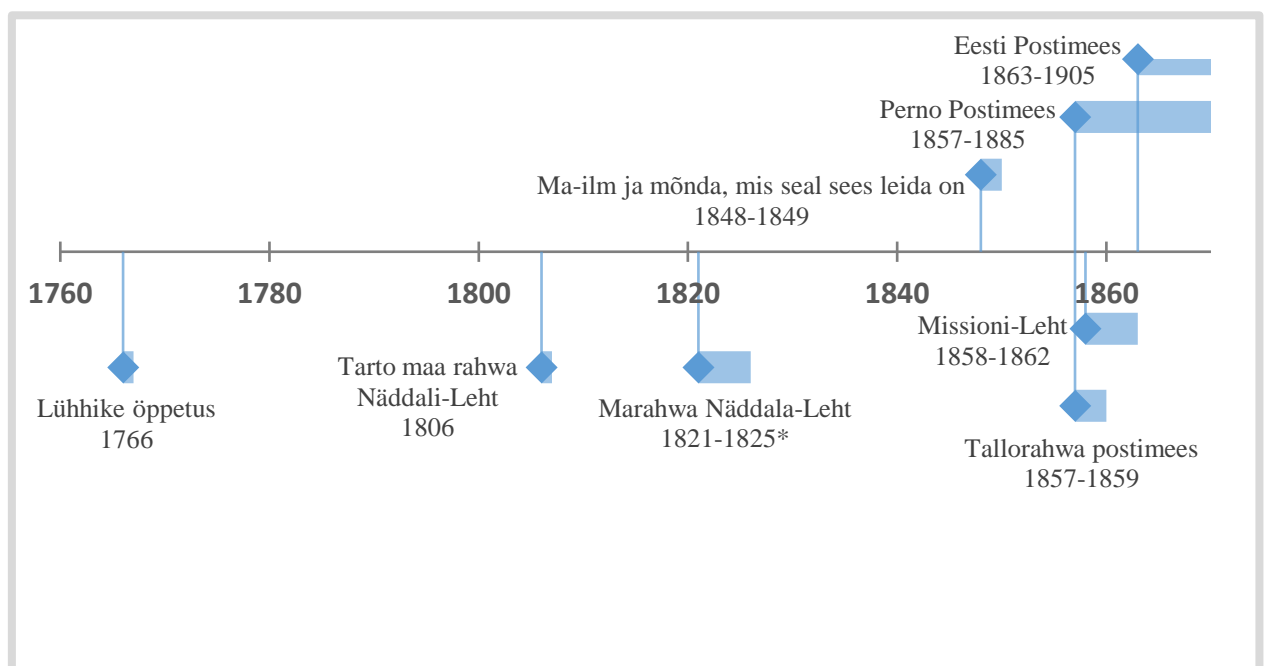 Eesti Postimees
1863-1905
Perno Postimees
1857-1885
Ma-ilm ja mõnda, mis seal sees leida on
1848-1849
1760 1780 1800 1820 1840 1860
Missioni-Leht
1858-1862
Tarto maa rahwa
Näddali-Leht
1806
Lühhike öppetus
1766
Marahwa Näddala-Leht
1821-1825*
Tallorahwa postimees
1857-1859